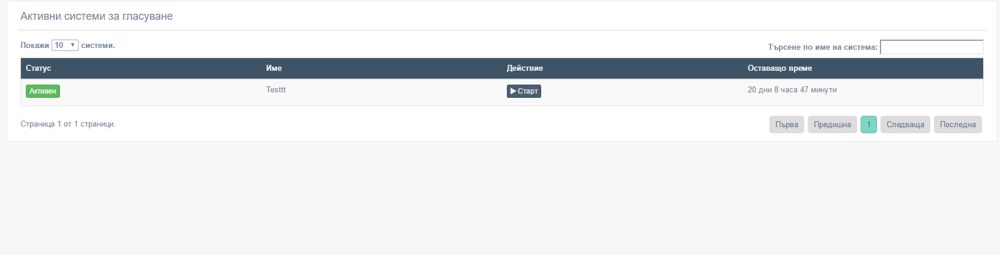 Активни системи за гласуване
Покажи 10 системи.
Търсене по име на система:
Статус Име Действие Оставащо време
Активен Testtt Старт 20 дни 8 часа 47 минути
Страница 1 от 1 страници.
Първа Предишна 1 Следваща Последна